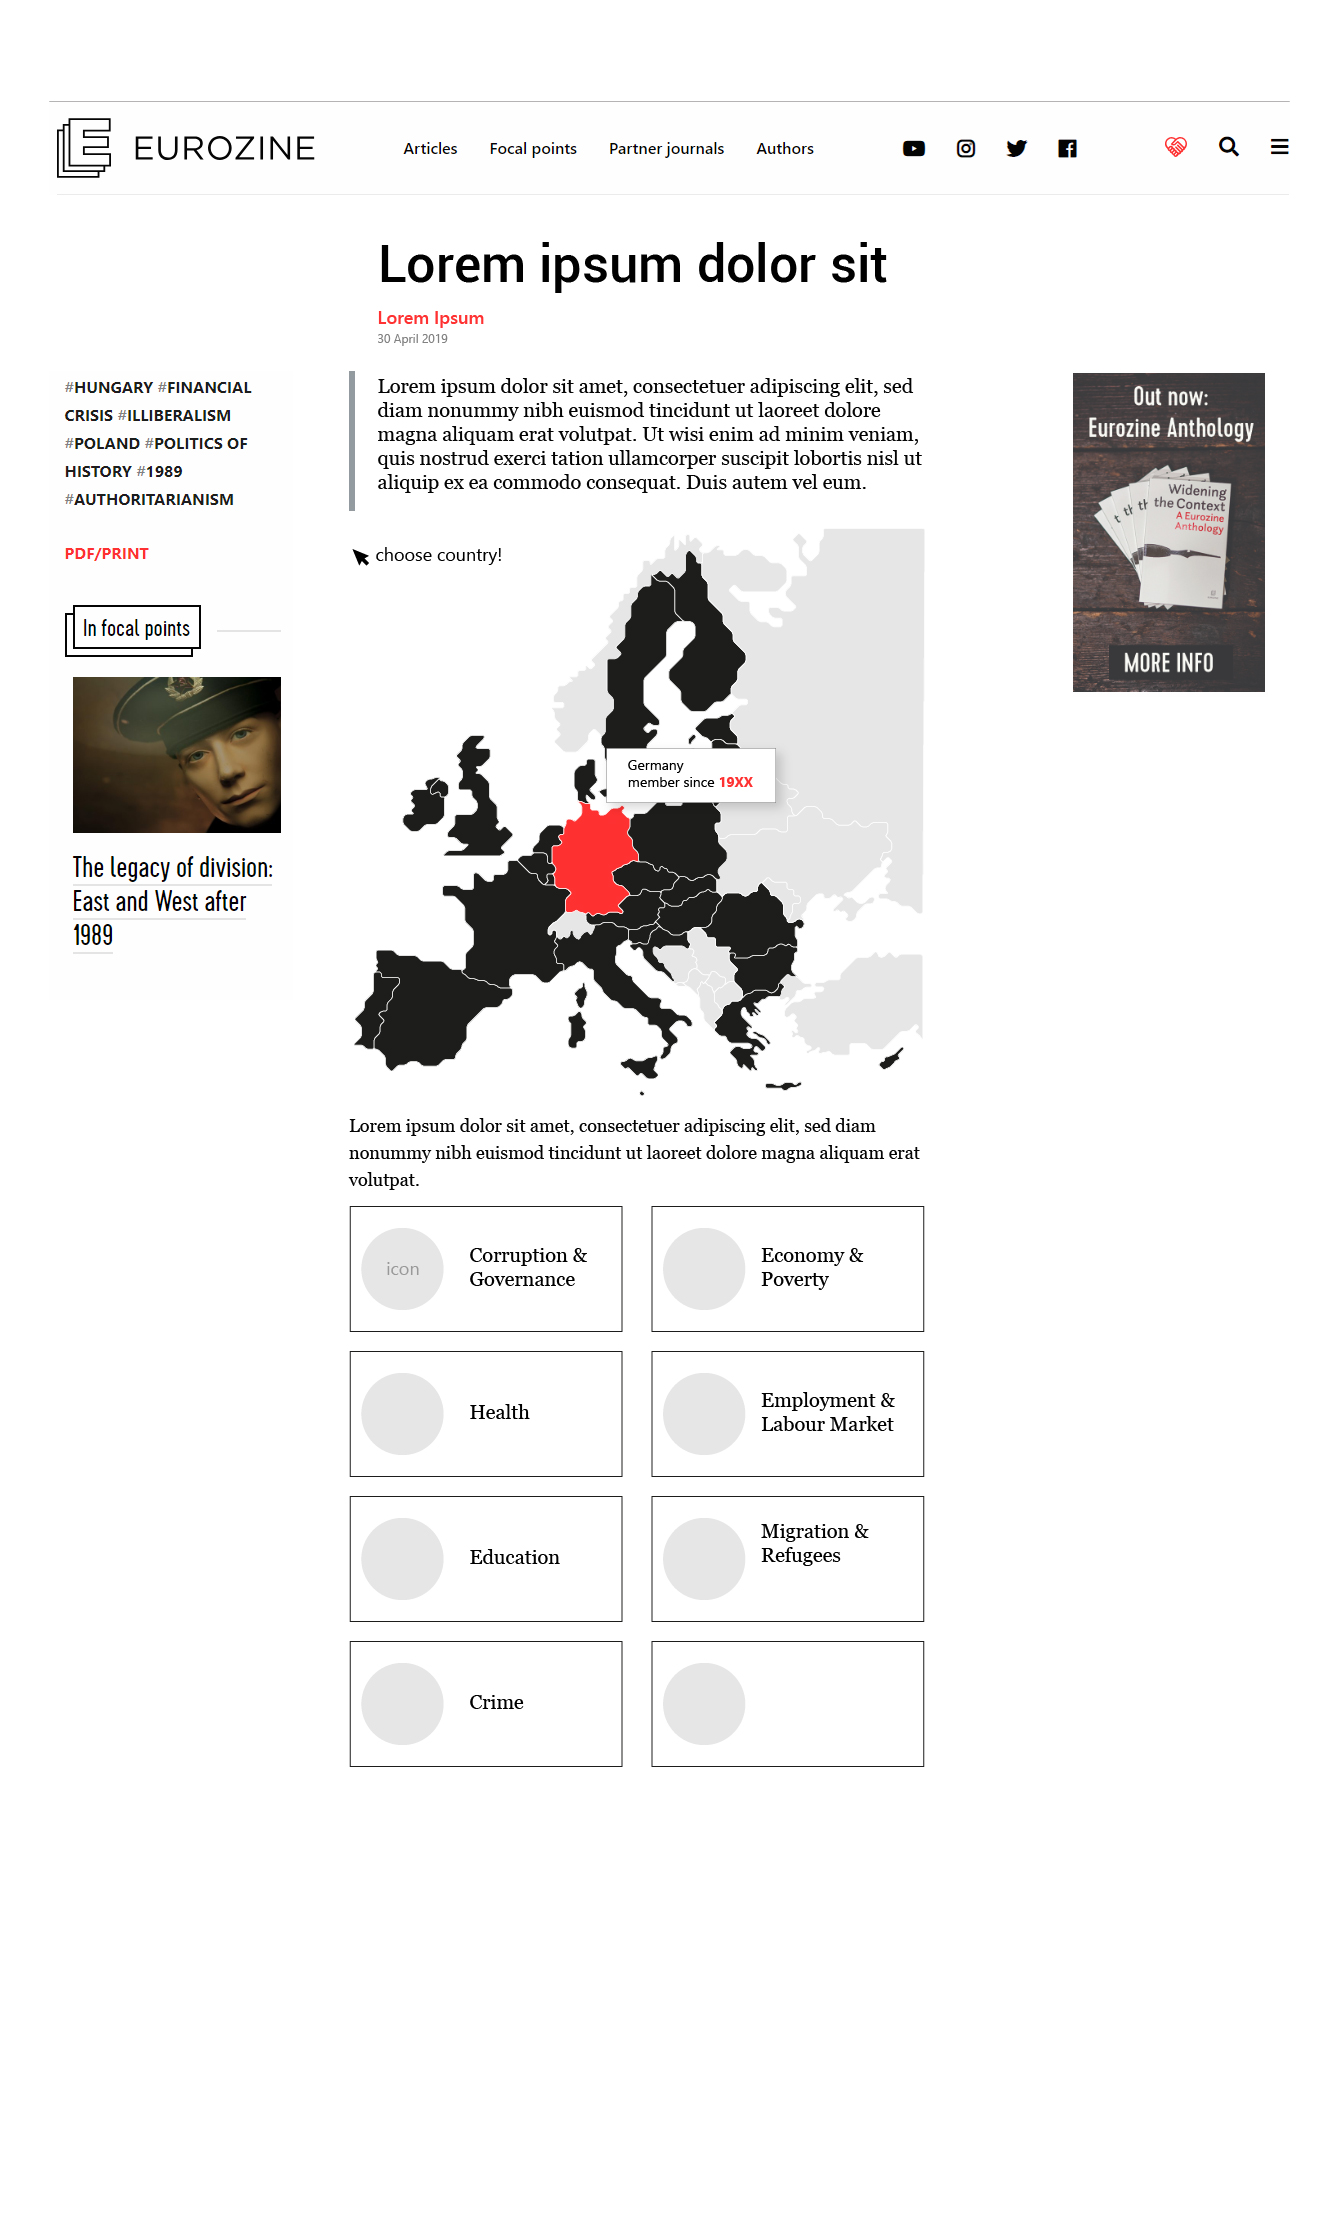 EUROZINE
Articles
Focal points
Partner journals
Authors
Lorem ipsum dolor sit
Lorem Ipsum
30 April 2019
#HUNGARY #FINANCIAL
CRISIS #ILLIBERALISM
#POLAND #POLITICS OF
HISTORY #1989
#AUTHORITARIANISM
PDF/PRINT
In focal points
The legacy of division:
East and West after
1989
Lorem ipsum dolor sit amet, consectetuer adipiscing elit, sed
diam nonummy nibh euismod tincidunt ut laoreet dolore
magna aliquam erat volutpat. Ut wisi enim ad minim veniam,
quis nostrud exerci tation ullamcorper suscipit lobortis nisl ut
aliquip ex ea commodo consequat. Duis autem vel eum.
choose country!
Germany
member since 19XX
Lorem ipsum dolor sit amet, consectetuer adipiscing elit, sed diam
nonummy nibh euismod tincidunt ut laoreet dolore magna aliquam erat
volutpat.
icon
Corruption &
Governance
Economy &
Poverty
Health
Employment &
Labour Market
Education
Migration &
Refugees
Crime
Out now:
Eurozine Anthology
Widening
the Context
A Eurozine
Anthology
MORE INFO